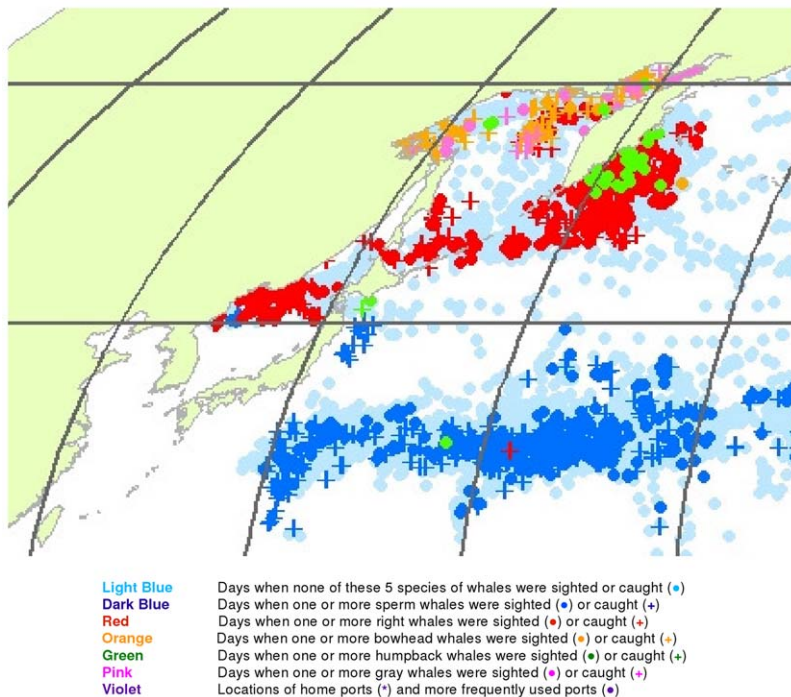 Light Blue Days when none of these 5 species of whales were sighted or caught (●)
Dark Blue Days when one or more sperm whales were sighted (●) or caught (+)
Red Days when one or more right whales were sighted (●) or caught (+)
Orange Days when one or more bowhead whales were sighted (●) or caught (+)
Green Days when one or more humpback whales were sighted (●) or caught (+)
Pink Days when one or more gray whales were sighted (●) or caught (+)
Violet Locations of home ports (*) and more frequently used ports (●)